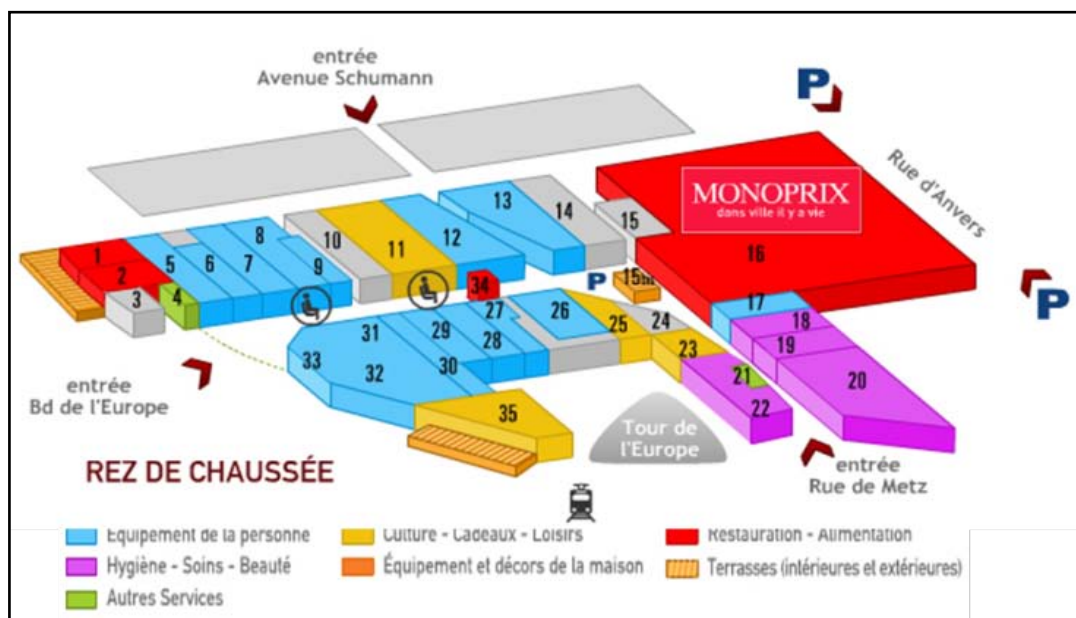 entrée
Avenue Schumann
P
Rue d'Anvers
MONOPRIX
dans ville il y a vie
13
14
15
8
10
12
11
16
1
5
6
7
9
2
34
P
P
3
4
17
27
26
18
31
29
25
24
28
19
33
23
32
30
20
21
entrée
Bd de l'Europe
35
22
Tour de
l'Europe
REZ DE CHAUSSÉE
entrée
Rue de Metz
Equipement de la personne
Culture - Cadeaux - Loisirs
Restauration - Alimentation
Hygiène - Soins - Beauté
Équipement et décors de la maison
Terrasses (intérieures et extérieures)
Autres Services